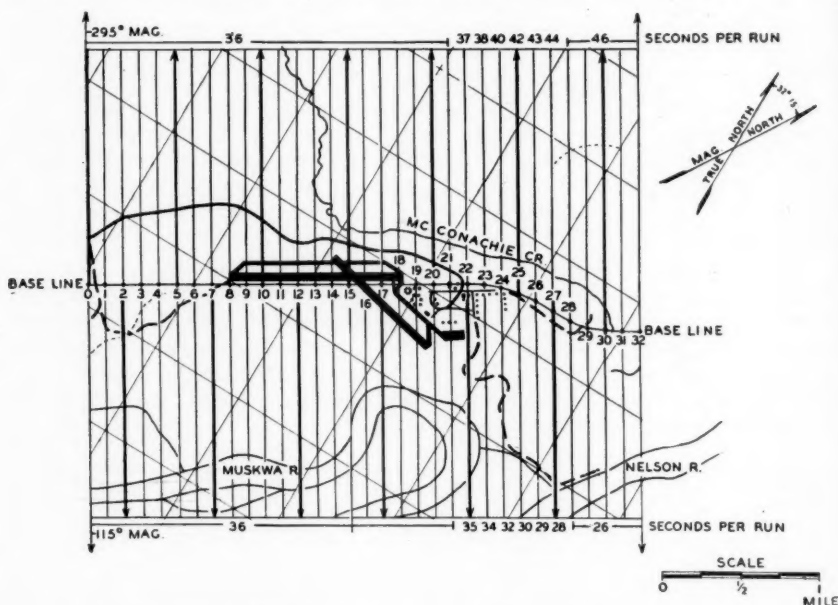 295° MAG. 36 37 38 40 42 43 44 46 SECONDS PER RUN
32° 15'
MAG NORTH
TRUE NORTH
MC CONACHIE CR.
BASE LINE
0 1 2 3 4 5 6 7 8 9 10 11 12 13 14 15 16 17 18 19 20 21 22 23 24 25 26 27 28 29 30 31 32
BASE LINE
MUSKWA R.
NELSON R.
115° MAG. 36 35 34 32 30 29 28 26 SECONDS PER RUN
SCALE
0 ½ 1
MILE